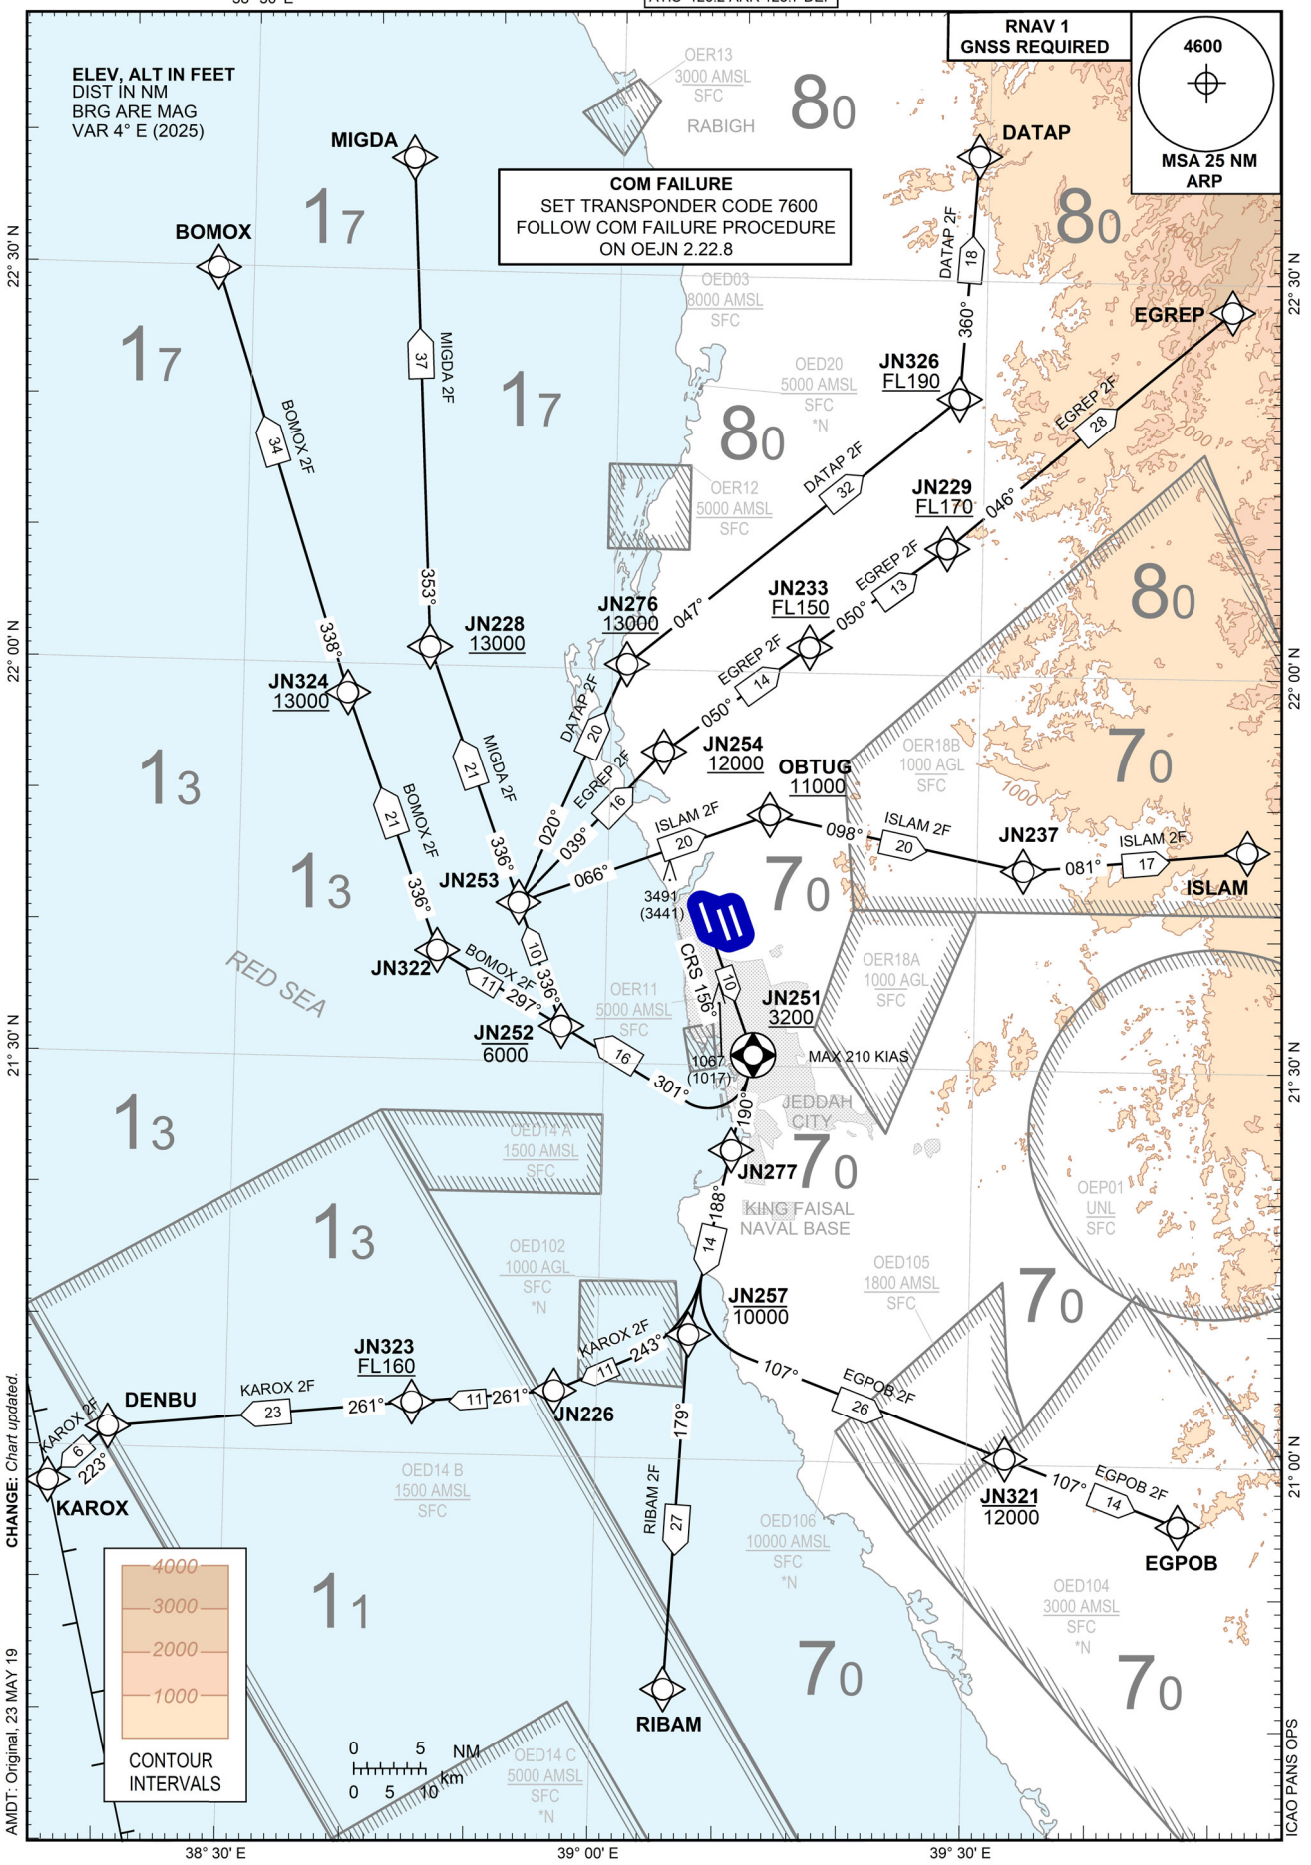 RNAV 1
GNSS REQUIRED
4600
MSA 25 NM
ARP
ELEV, ALT IN FEET
DIST IN NM
BRG ARE MAG
VAR 4° E (2025)
OER13
3000 AMSL
SFC
RABIGH
80
MIGDA
DATAP
COM FAILURE
SET TRANSPONDER CODE 7600
FOLLOW COM FAILURE PROCEDURE
ON OEJN 2.22.8
17
80
BOMOX
DATAP 2F
18
22° 30' N
22° 30' N
OED03
8000 AMSL
SFC
EGREP
360°
17
37
MIGDA 2F
17
JN326
FL190
OED20
5000 AMSL
SFC
*N
80
EGREP 2F
28
3000
2000
BOMOX 2F
34
DATAP 2F
32
OER12
5000 AMSL
SFC
JN229
FL170
046°
EGREP 2F
13
80
353°
JN276
13000
047°
JN233
FL150
050°
338°
JN228
13000
22° 00' N
22° 00' N
EGREP 2F
14
JN324
13000
050°
DATAP 2F
20
JN254
12000
OBTUG
11000
OER18B
1000 AGL
SFC
70
1000
13
MIGDA 2F
21
EGREP 2F
16
BOMOX 2F
21
020°
039°
ISLAM 2F
20
098°
ISLAM 2F
20
JN237
081°
ISLAM 2F
17
ISLAM
13
336°
JN253
066°
70
336°
3491
(3441)
RED SEA
JN322
BOMOX 2F
11
297°
10
336°
CRS 156°
10
OER18A
1000 AGL
SFC
OER11
5000 AMSL
SFC
JN251
3200
JN252
6000
16
301°
1067
(1017)
MAX 210 KIAS
21° 30' N
21° 30' N
13
190°
JEDDAH
CITY
OED14 A
1500 AMSL
SFC
JN277
70
188°
KING FAISAL
NAVAL BASE
OEP01
UNL
SFC
13
OED102
1000 AGL
SFC
*N
14
OED105
1800 AMSL
SFC
70
JN257
10000
JN323
FL160
KAROX 2F
11
243°
107°
DENBU
KAROX 2F
23
261°
11
261°
JN226
EGPOB 2F
26
KAROX 2F
6
223°
KAROX
179°
21° 00' N
OED14 B
1500 AMSL
SFC
RIBAM 2F
27
JN321
12000
107°
EGPOB 2F
14
EGPOB
OED106
10000 AMSL
SFC
*N
OED104
3000 AMSL
SFC
*N
4000
3000
2000
1000
CONTOUR
INTERVALS
11
70
70
RIBAM
0 5 NM
0 5 10 km
OED14 C
5000 AMSL
SFC
*N
CHANGE: Chart updated.
AMDT: Original, 23 MAY 19
ICAO PANS OPS
38° 30' E
39° 00' E
39° 30' E